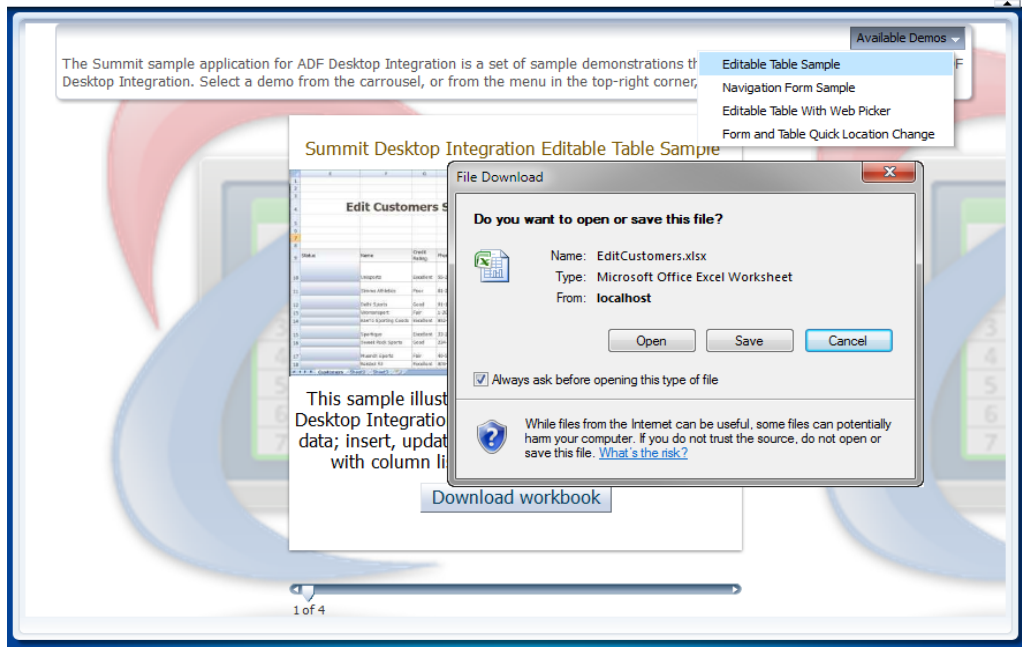 Available Demos
The Summit sample application for ADF Desktop Integration is a set of sample demonstrations th
F
Desktop Integration. Select a demo from the carrousel, or from the menu in the top-right corner,
Editable Table Sample
Navigation Form Sample
Editable Table With Web Picker
Form and Table Quick Location Change
Summit Desktop Integration Editable Table Sample
Edit Customers S
Status Name Credit Rating
File Download
Do you want to open or save this file?
Name: EditCustomers.xlsx
Type: Microsoft Office Excel Worksheet
From: localhost
Open Save Cancel
Always ask before opening this type of file
While files from the Internet can be useful, some files can potentially
harm your computer. If you do not trust the source, do not open or
save this file. What's the risk?
This sample illust
Desktop Integratio
data; insert, updat
with column li
Download workbook
1 of 4